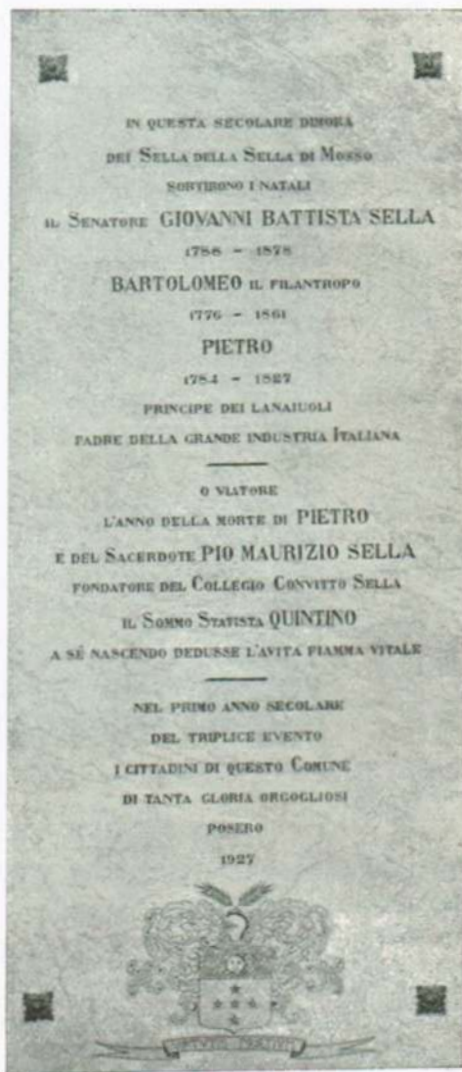 IN QUESTA SECOLARE DIMORA
DEI SELLA DELLA SELLA DI MOSSO
SORTIRONO I NATALI
IL SENATORE GIOVANNI BATTISTA SELLA
1788 - 1878
BARTOLOMEO IL FILANTROPO
1776 - 1861
PIETRO
1784 - 1827
PRINCIPE DEI LANAIUOLI
PADRE DELLA GRANDE INDUSTRIA ITALIANA
O VIATORE
L'ANNO DELLA MORTE DI PIETRO
E DEL SACERDOTE PIO MAURIZIO SELLA
FONDATORE DEL COLLEGIO CONVITTO SELLA
IL SOMMO STATISTA QUINTINO
A SÉ NASCENDO DEDUSSE L'AVITA FIAMMA VITALE
NEL PRIMO ANNO SECOLARE
DEL TRIPLICE EVENTO
I CITTADINI DI QUESTO COMUNE
DI TANTA GLORIA ORGOGLIOSI
POSERO
1927